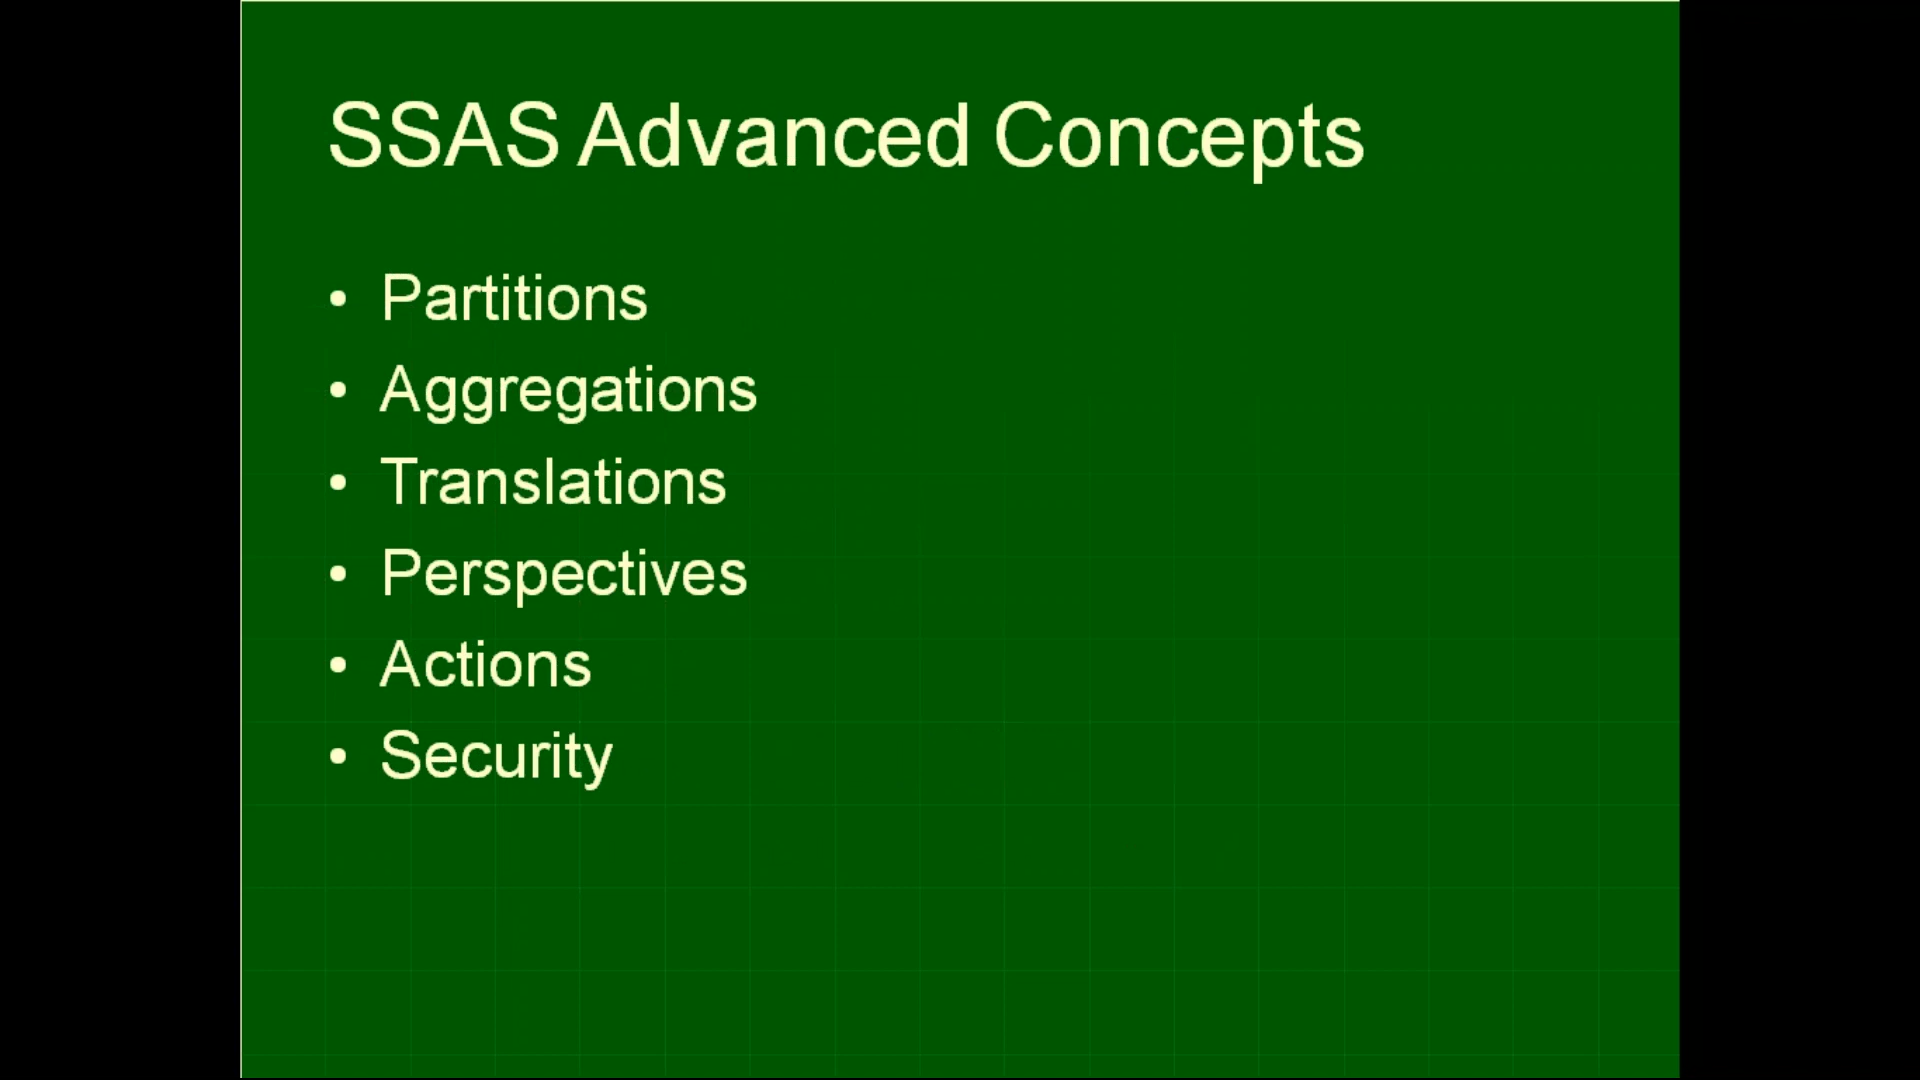 SSAS Advanced Concepts
• Partitions
• Aggregations
• Translations
• Perspectives
• Actions
• Security